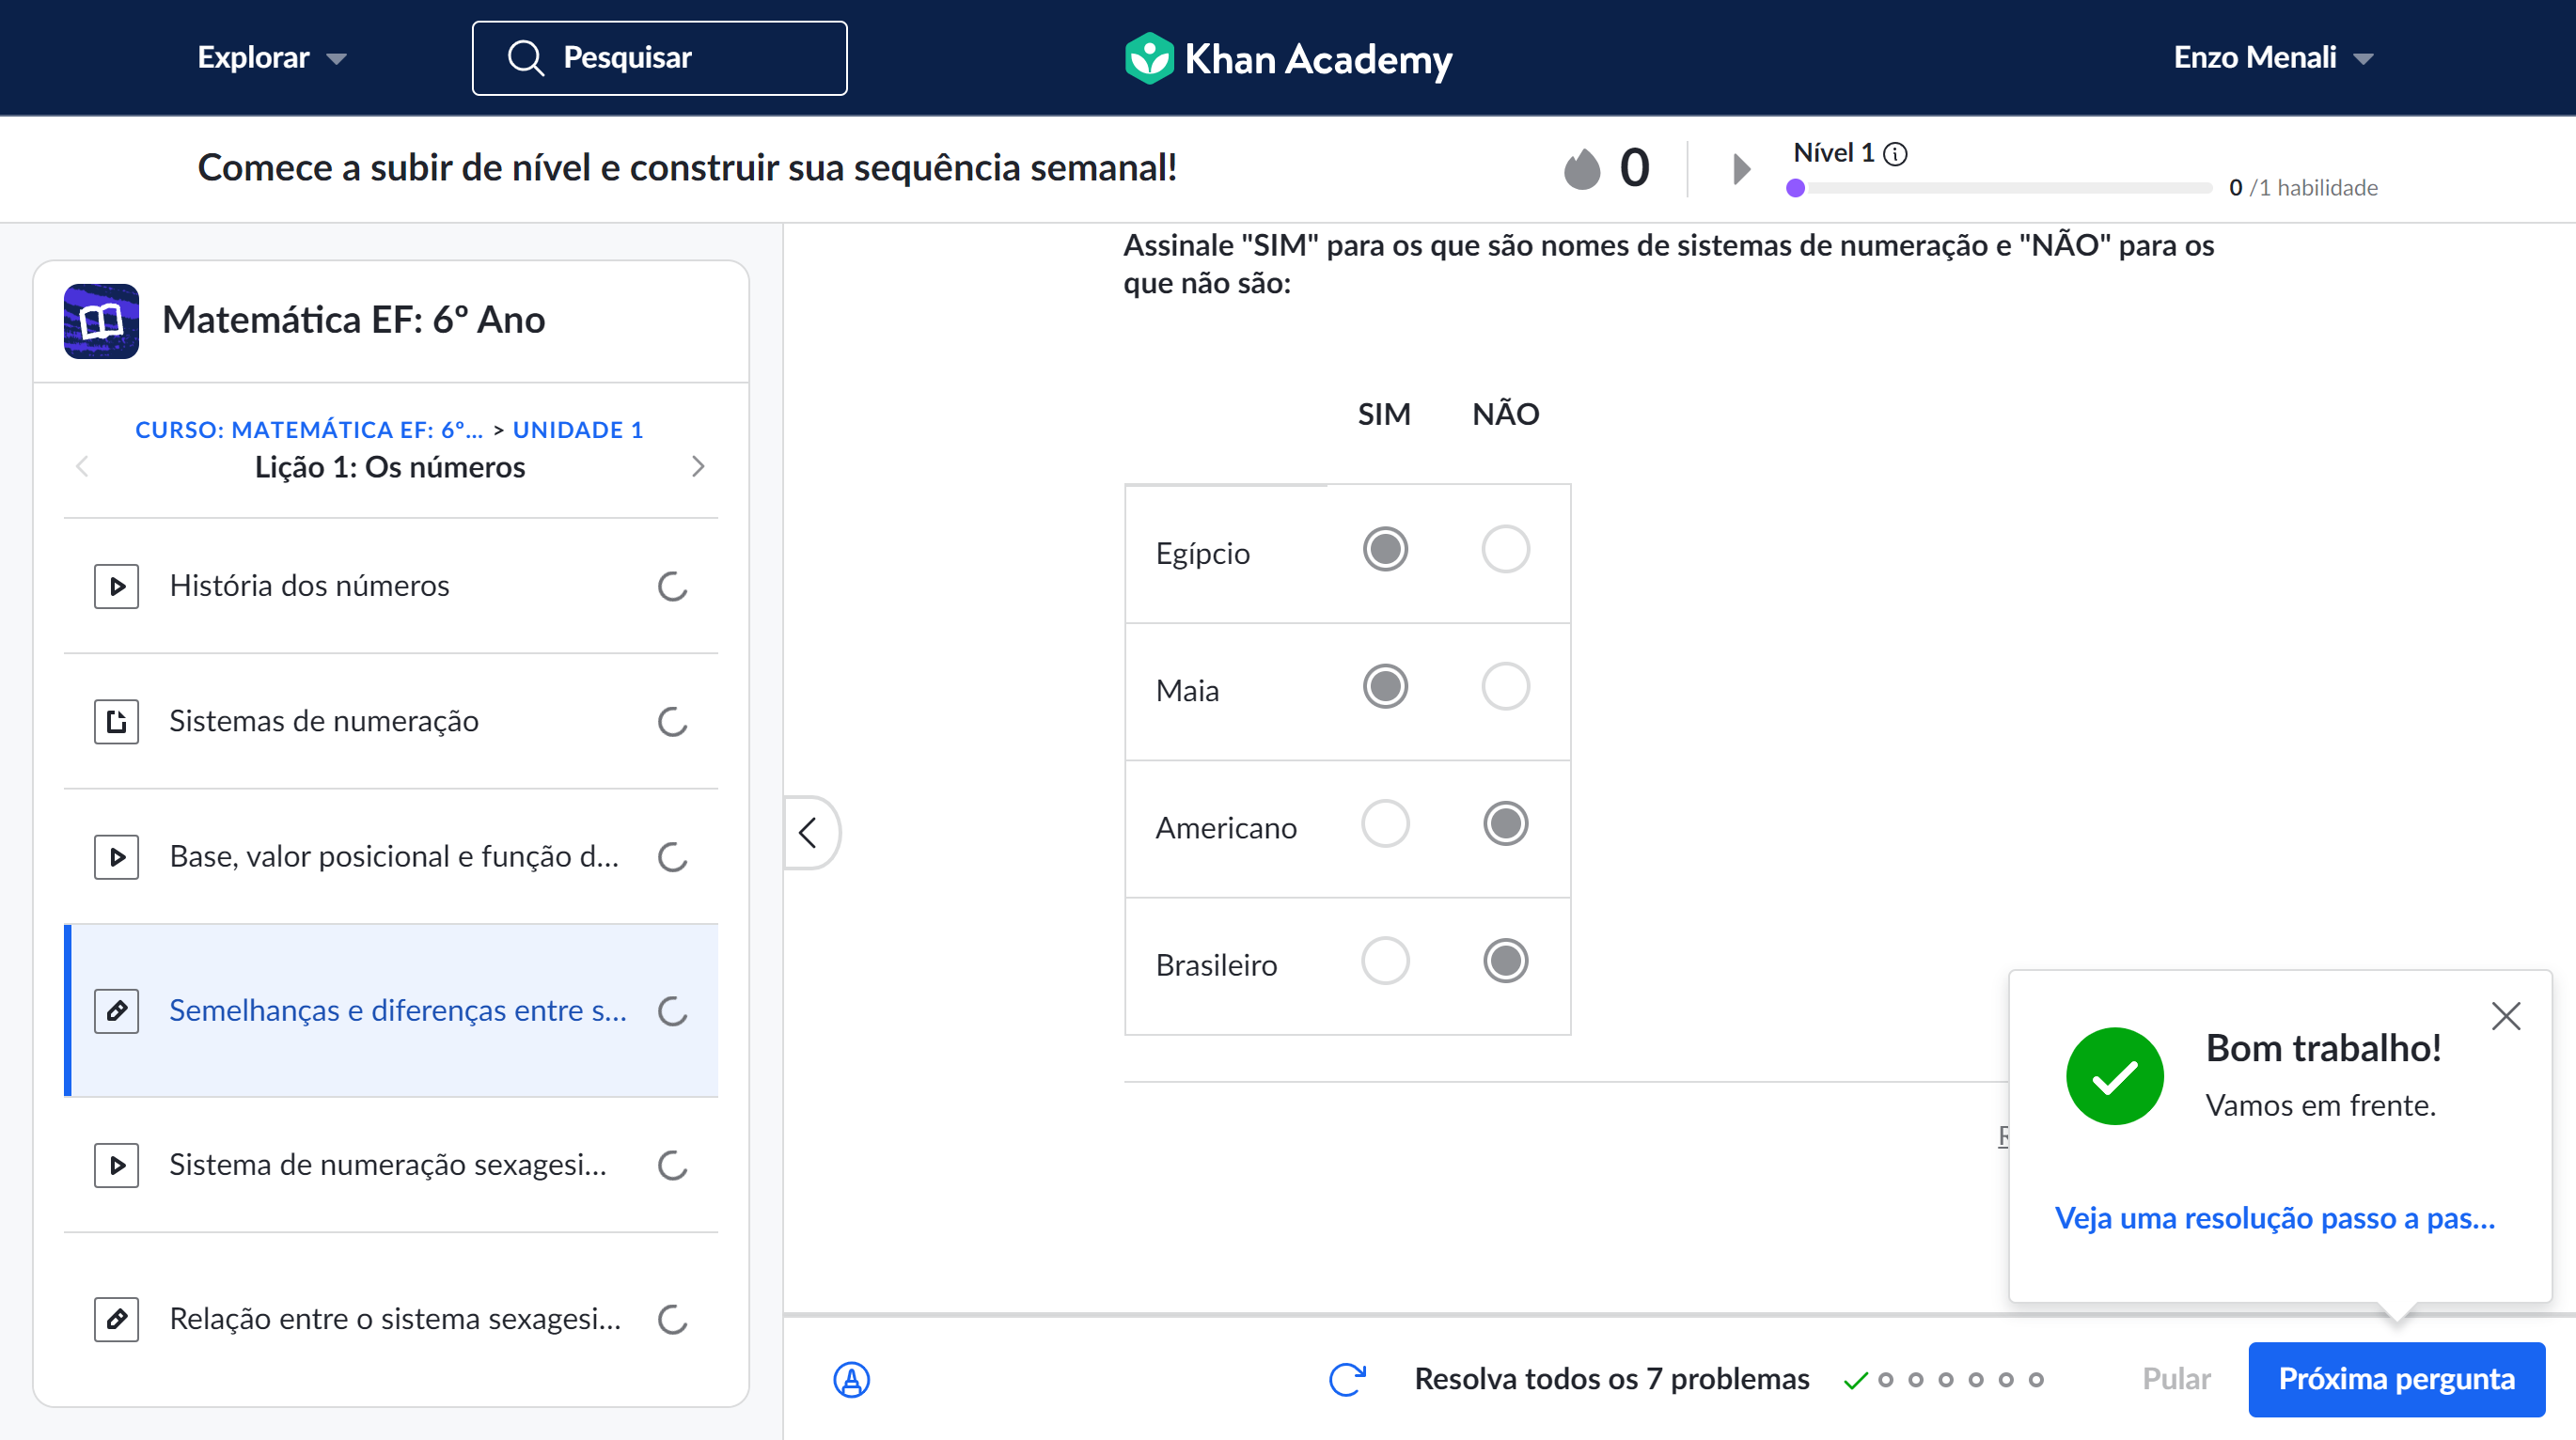 Explorar
Pesquisar
Khan Academy
Enzo Menali
Comece a subir de nível e construir sua sequência semanal!
0
Nível 1
0 /1 habilidade
Matemática EF: 6º Ano
CURSO: MATEMÁTICA EF: 6º... > UNIDADE 1
Lição 1: Os números
História dos números
Sistemas de numeração
Base, valor posicional e função d...
Semelhanças e diferenças entre s...
Sistema de numeração sexagesi...
Relação entre o sistema sexagesi...
Assinale "SIM" para os que são nomes de sistemas de numeração e "NÃO" para os
que não são:
SIM NÃO
Egípcio
Maia
Americano
Brasileiro
Bom trabalho!
Vamos em frente.
Veja uma resolução passo a pas...
Resolva todos os 7 problemas
Pular
Próxima pergunta